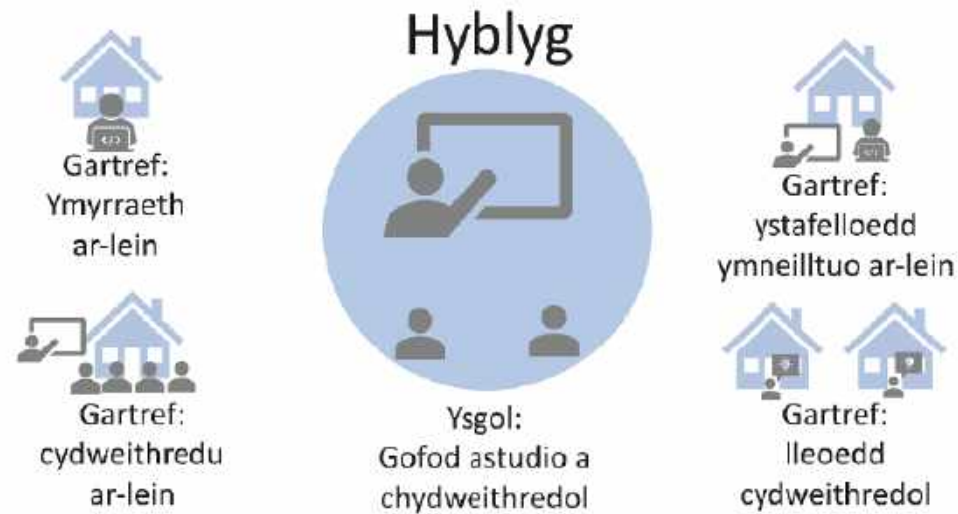 Hyblyg
Gartref:
Ymyrraeth
ar-lein
Gartref:
ystafelloedd
ymneilltuo ar-lein
Gartref:
cydweithredu
ar-lein
Ysgol:
Gofod astudio a
chydweithredol
Gartref:
lleoedd
cydweithredol